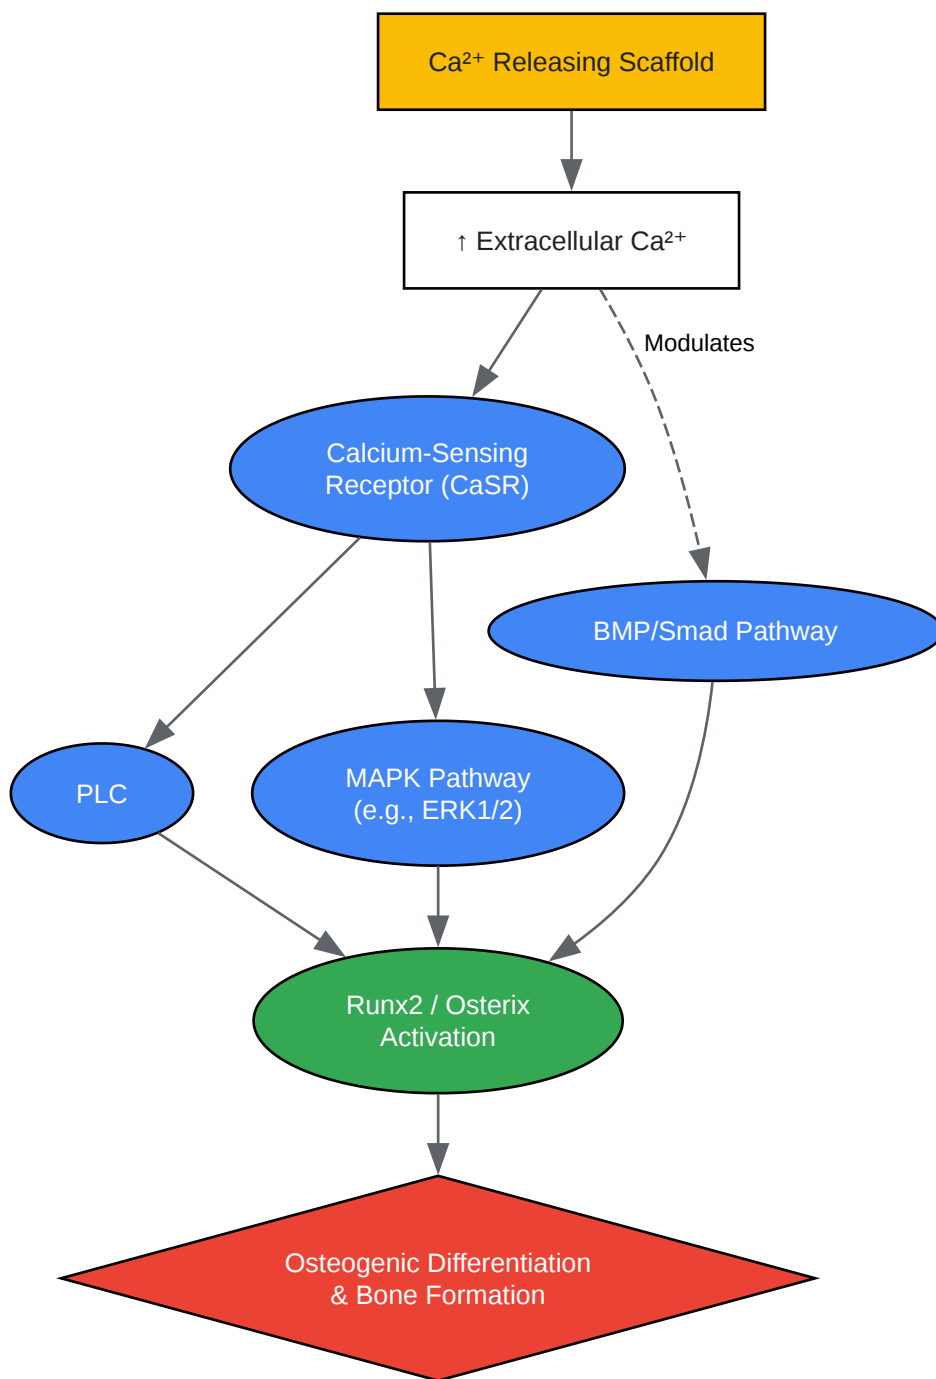 Ca²⁺ Releasing Scaffold
↑ Extracellular Ca²⁺
Modulates
Calcium-Sensing
Receptor (CaSR)
BMP/Smad Pathway
PLC
MAPK Pathway
(e.g., ERK1/2)
Runx2 / Osterix
Activation
Osteogenic Differentiation
& Bone Formation